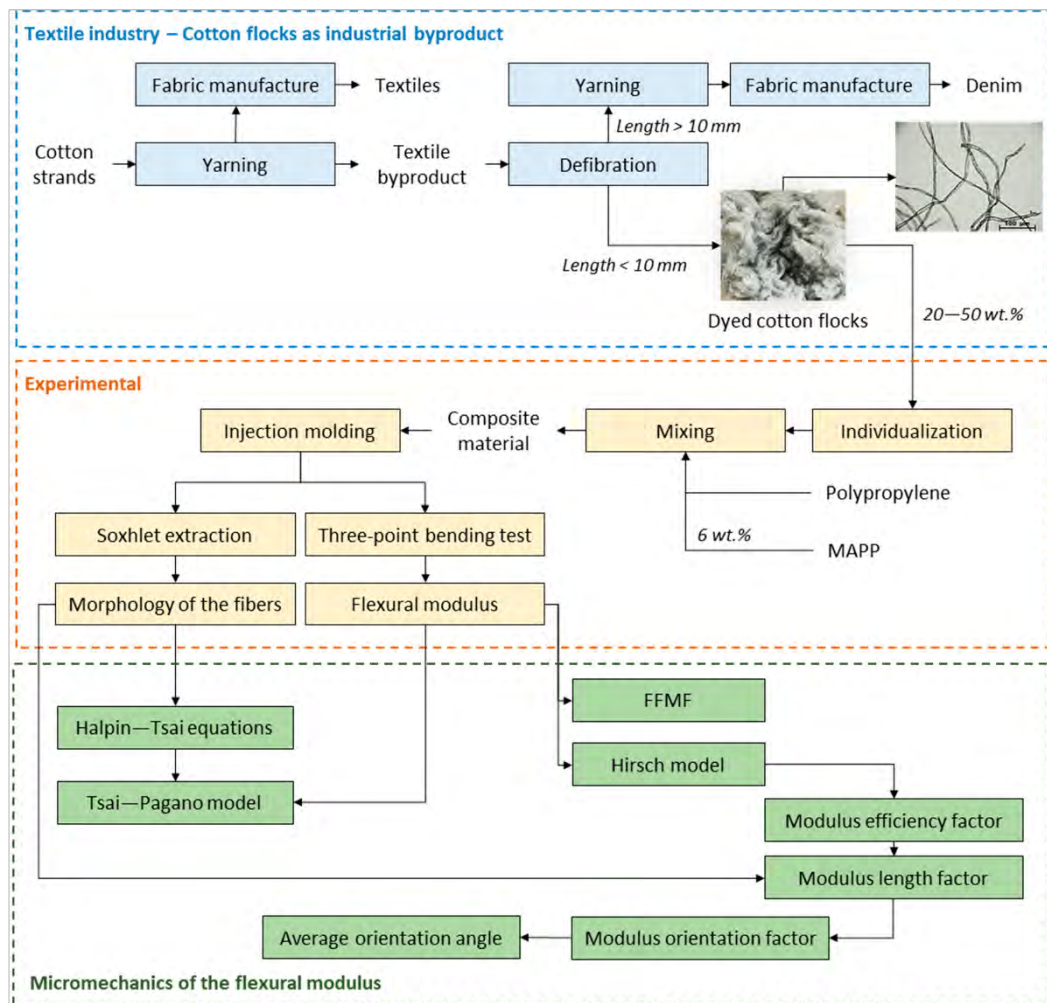 Textile industry – Cotton flocks as industrial byproduct
Fabric manufacture
Textiles
Yarning
Fabric manufacture
Denim
Length > 10 mm
Cotton
strands
Yarning
Textile
byproduct
Defibration
100 µm
Length < 10 mm
Dyed cotton flocks
20—50 wt.%
Experimental
Injection molding
Composite
material
Mixing
Individualization
Polypropylene
6 wt.%
MAPP
Soxhlet extraction
Three-point bending test
Morphology of the fibers
Flexural modulus
FFMF
Halpin—Tsai equations
Hirsch model
Tsai—Pagano model
Modulus efficiency factor
Modulus length factor
Average orientation angle
Modulus orientation factor
Micromechanics of the flexural modulus